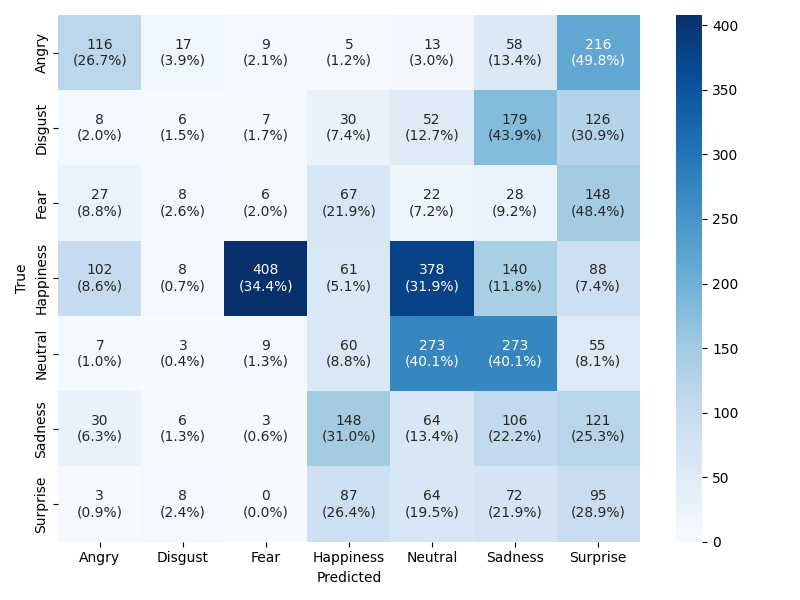 Angry 116 17 9 5 13 58 216 400
(26.7%) (3.9%) (2.1%) (1.2%) (3.0%) (13.4%) (49.8%)
350
Disgust 8 6 7 30 52 179 126
(2.0%) (1.5%) (1.7%) (7.4%) (12.7%) (43.9%) (30.9%)
300
Fear 27 8 6 67 22 28 148
(8.8%) (2.6%) (2.0%) (21.9%) (7.2%) (9.2%) (48.4%)
250
True
Happiness 102 8 408 61 378 140 88
(8.6%) (0.7%) (34.4%) (5.1%) (31.9%) (11.8%) (7.4%)
200
Neutral 7 3 9 60 273 273 55
(1.0%) (0.4%) (1.3%) (8.8%) (40.1%) (40.1%) (8.1%)
150
Sadness 30 6 3 148 64 106 121
(6.3%) (1.3%) (0.6%) (31.0%) (13.4%) (22.2%) (25.3%)
100
Surprise 3 8 0 87 64 72 95
(0.9%) (2.4%) (0.0%) (26.4%) (19.5%) (21.9%) (28.9%)
50
0
Angry Disgust Fear Happiness Neutral Sadness Surprise
Predicted